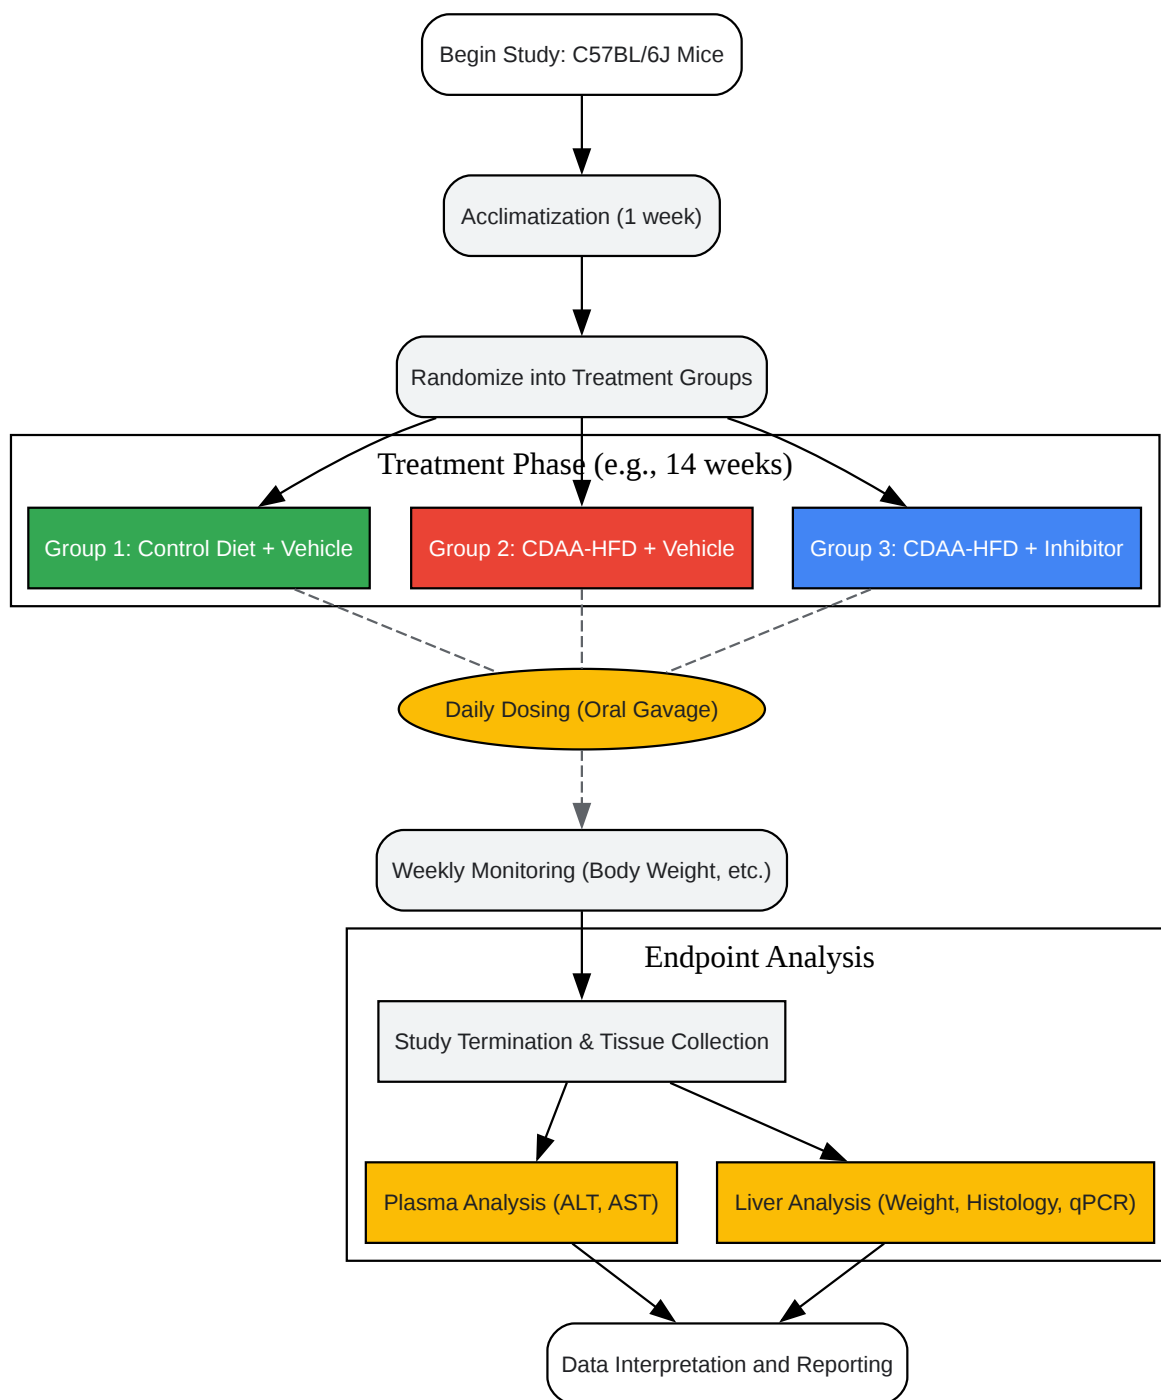 Begin Study: C57BL/6J Mice
Acclimatization (1 week)
Randomize into Treatment Groups
Treatment Phase (e.g., 14 weeks)
Group 1: Control Diet + Vehicle
Group 2: CDAA-HFD + Vehicle
Group 3: CDAA-HFD + Inhibitor
Daily Dosing (Oral Gavage)
Weekly Monitoring (Body Weight, etc.)
Endpoint Analysis
Study Termination & Tissue Collection
Plasma Analysis (ALT, AST)
Liver Analysis (Weight, Histology, qPCR)
Data Interpretation and Reporting